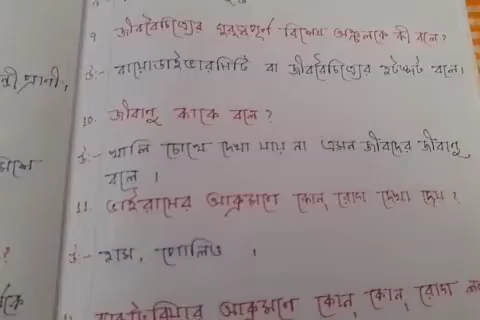 ৭. জীববৈচিত্র্যের গুরুত্বপূর্ণ বিশেষ অঞ্চলকে কী বলে?
ন্ত্রী প্রানী,
উঃ- বায়োডাইভারসিটি বা জীববৈচিত্র্যের হটস্পট বলে।
10. জীবানু কাকে বলে?
উঃ- খালি চোখে দেখা যায় না এমন জীবদের জীবানু
বলে।
11. ভাইরাসের আক্রমণে কোন্ রোগ দেখা দেয়?
উঃ- হাম, পোলিও ।
আক্রমণে কোন্ কোন্ রোগ